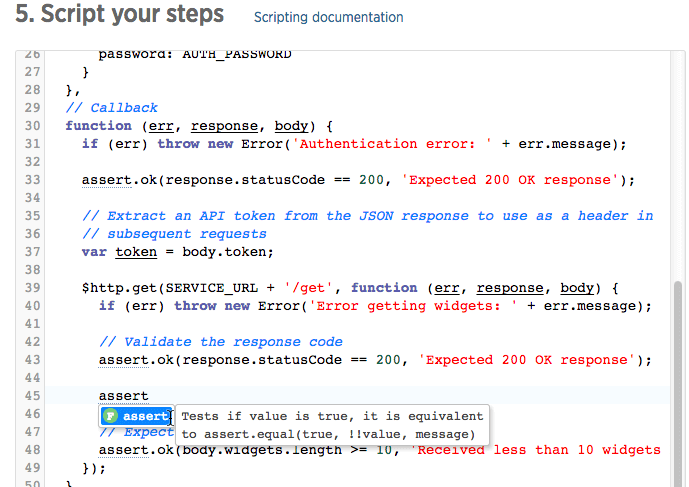 5. Script your steps Scripting documentation
26 password: AUTH_PASSWORD
27 }
28 },
29 // Callback
30 function (err, response, body) {
31 if (err) throw new Error('Authentication error: ' + err.message);
32
33 assert.ok(response.statusCode == 200, 'Expected 200 OK response');
34
35 // Extract an API token from the JSON response to use as a header in
36 // subsequent requests
37 var token = body.token;
38
39 $http.get(SERVICE_URL + '/get', function (err, response, body) {
40 if (err) throw new Error('Error getting widgets: ' + err.message);
41
42 // Validate the response code
43 assert.ok(response.statusCode == 200, 'Expected 200 OK response');
44
45 assert
46 F assert Tests if value is true, it is equivalent
47 // Expect to assert.equal(true, !!value, message)
48 assert.ok(body.widgets.length >= 10, 'Received less than 10 widgets
49 });
50 }